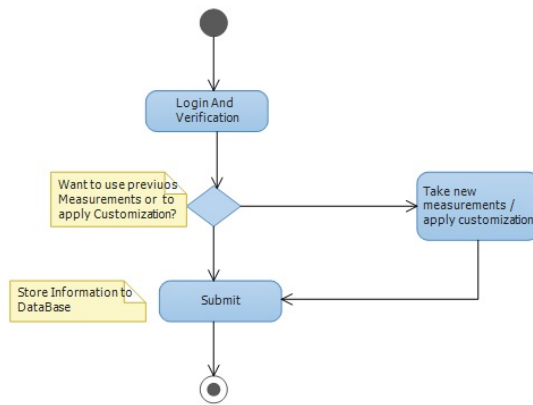 Login And
Verification
Want to use previuos
Measurements or to
apply Customization?
Take new
measurements /
apply customization
Store Information to
DataBase
Submit